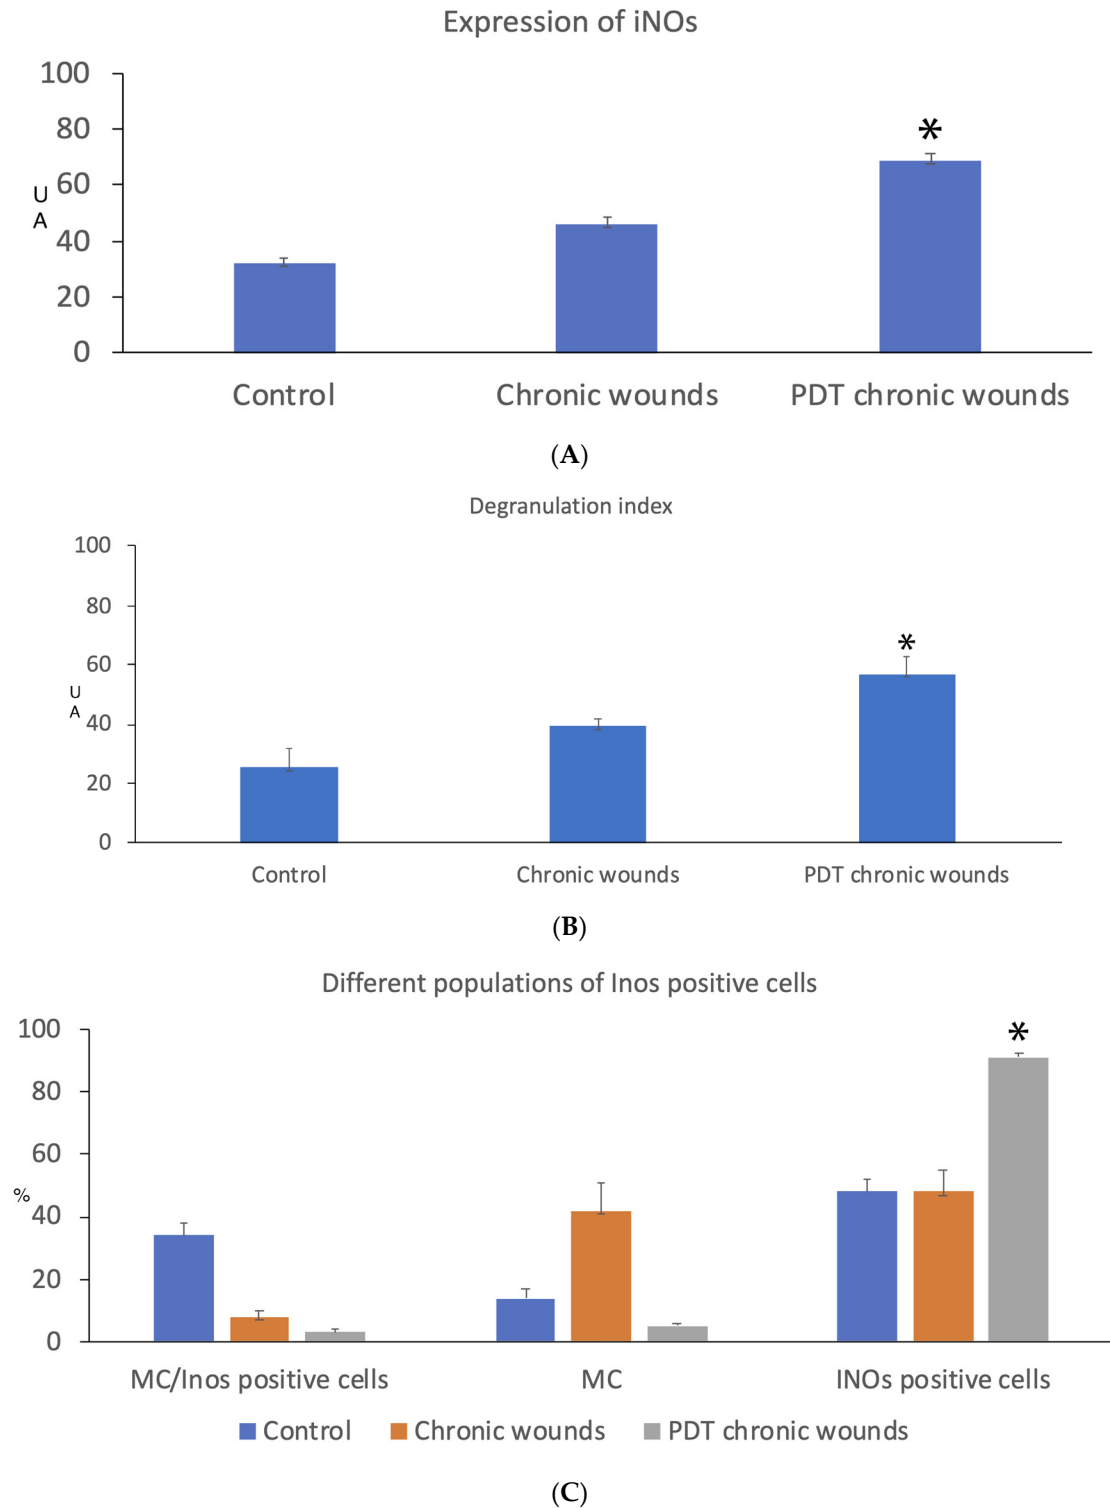 Expression of iNOs
100
80
60
40
20
0
U
A
*
Control Chronic wounds PDT chronic wounds
(A)
Degranulation index
100
80
60
40
20
0
U
A
*
Control Chronic wounds PDT chronic wounds
(B)
Different populations of Inos positive cells
100
80
60
40
20
0
%
*
MC/Inos positive cells MC INOs positive cells
Control Chronic wounds PDT chronic wounds
(C)